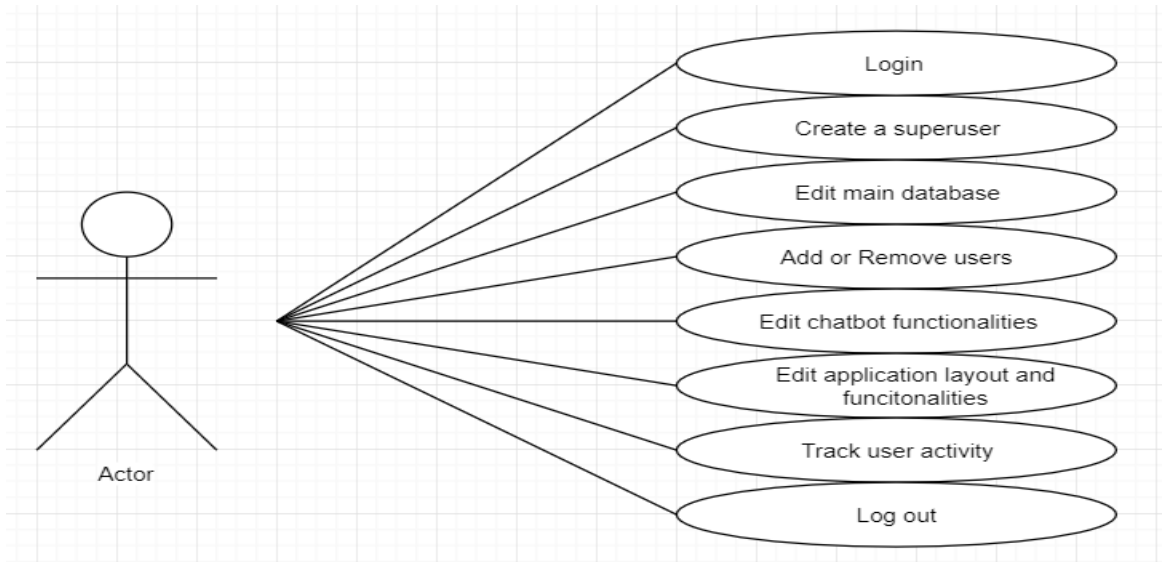 Login
Create a superuser
Edit main database
Add or Remove users
Edit chatbot functionalities
Edit application layout and
funcitonalities
Track user activity
Log out
Actor